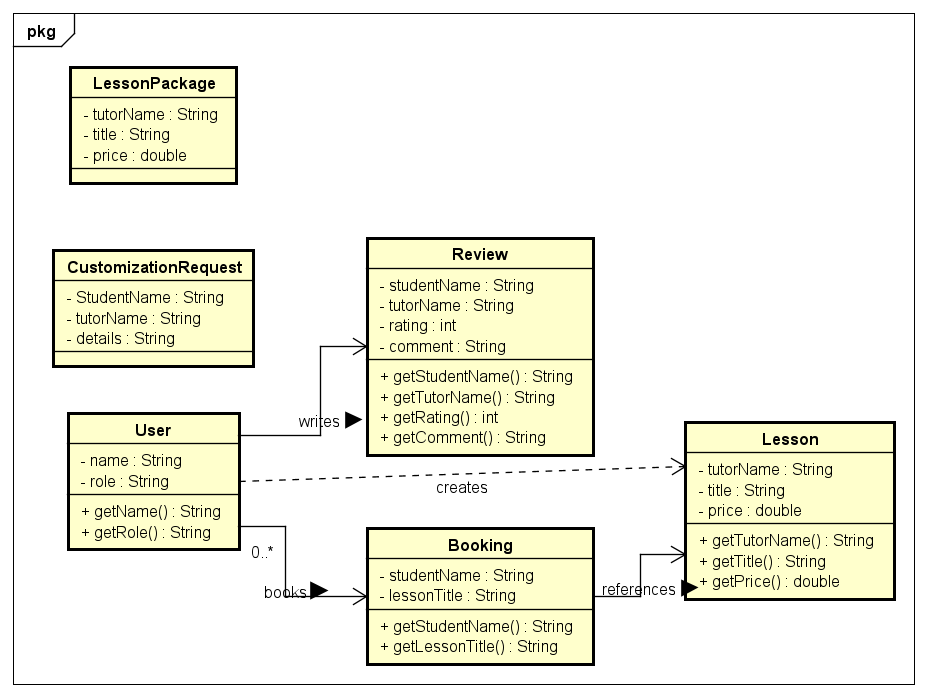 pkg
LessonPackage
- tutorName : String
- title : String
- price : double
CustomizationRequest
- StudentName : String
- tutorName : String
- details : String
Review
- studentName : String
- tutorName : String
- rating : int
- comment : String
+ getStudentName() : String
+ getTutorName() : String
+ getRating() : int
+ getComment() : String
writes
User
- name : String
- role : String
+ getName() : String
+ getRole() : String
creates
Lesson
- tutorName : String
- title : String
- price : double
+ getTutorName() : String
+ getTitle() : String
+ getPrice() : double
0..*
books
Booking
- studentName : String
- lessonTitle : String
+ getStudentName() : String
+ getLessonTitle() : String
references